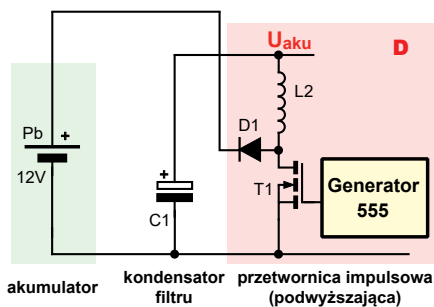 Uaku
D
L2
D1
Pb
+
12V
+
C1
T1
Generator
555
akumulator
kondensator
filtru
przetwornica impulsowa
(podwyższająca)